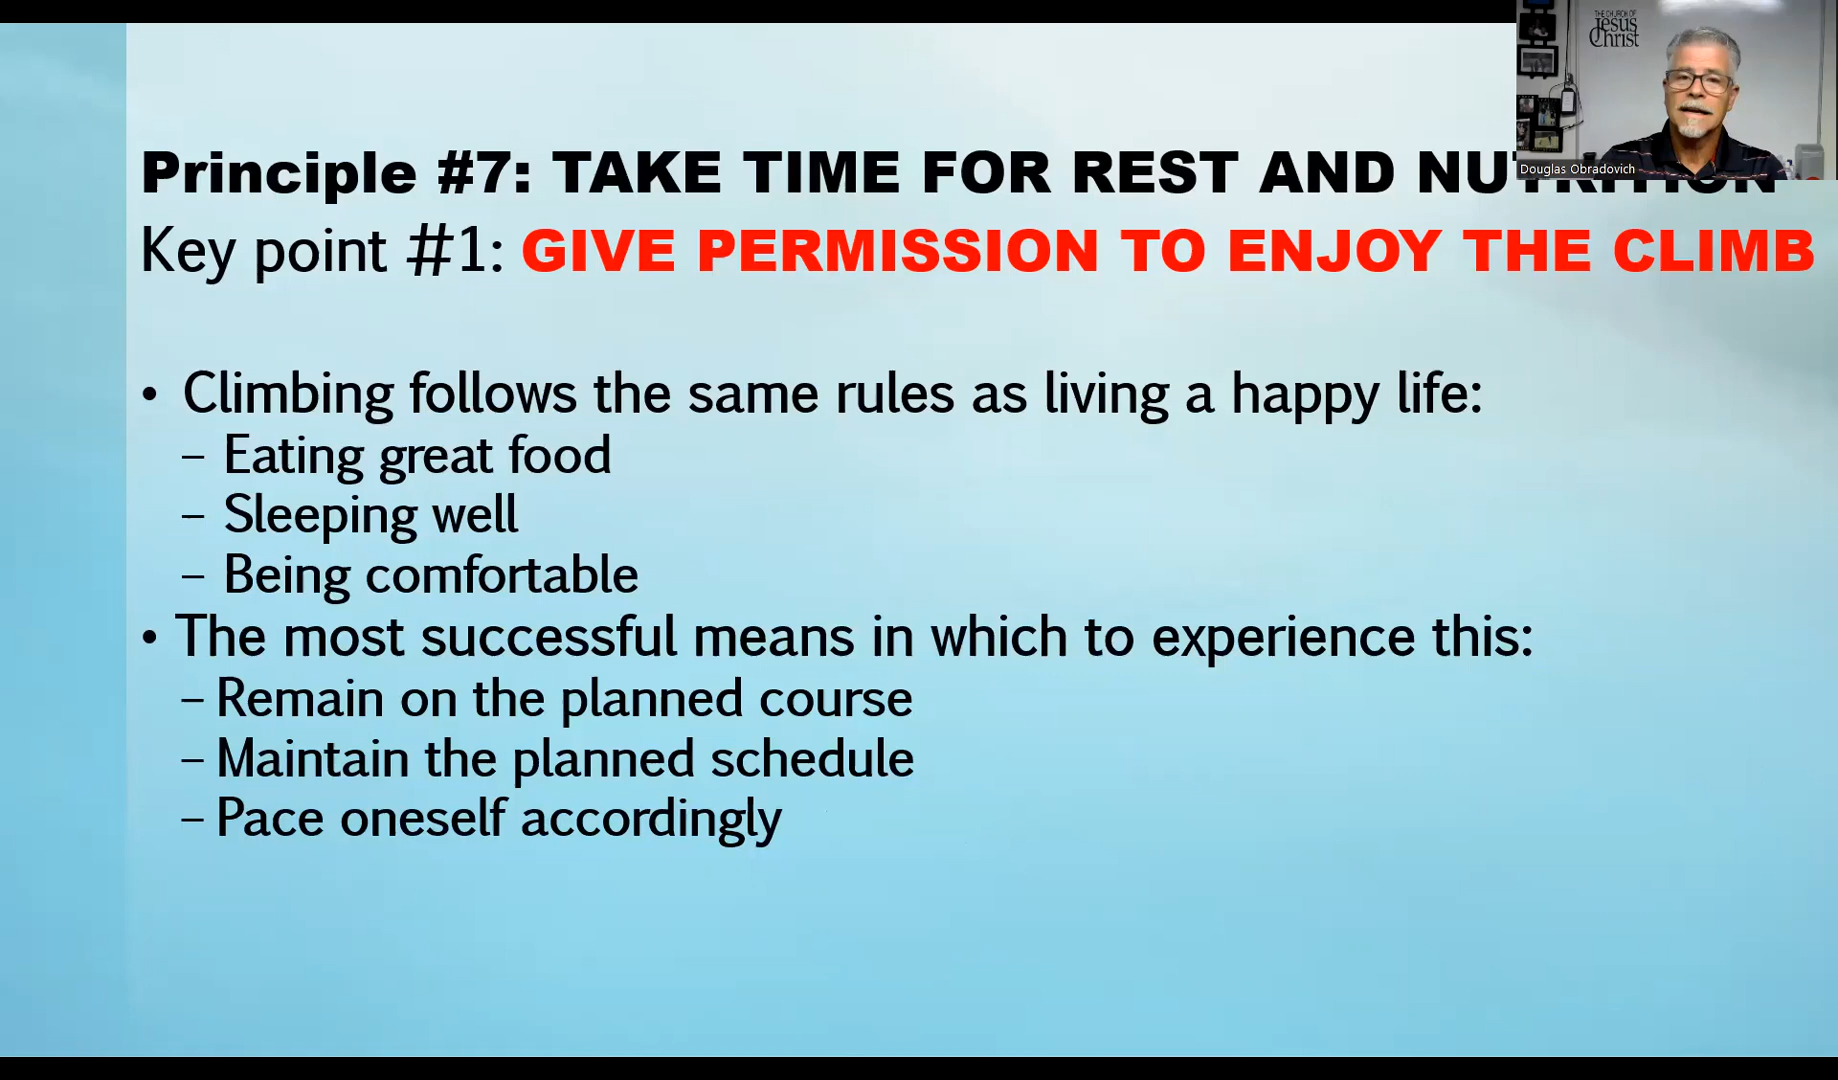 THE CHURCH OF
Jesus
Christ
Douglas Obradovich
Principle #7: TAKE TIME FOR REST AND NUTRITION
Key point #1: GIVE PERMISSION TO ENJOY THE CLIMB
• Climbing follows the same rules as living a happy life:
– Eating great food
– Sleeping well
– Being comfortable
• The most successful means in which to experience this:
– Remain on the planned course
– Maintain the planned schedule
– Pace oneself accordingly